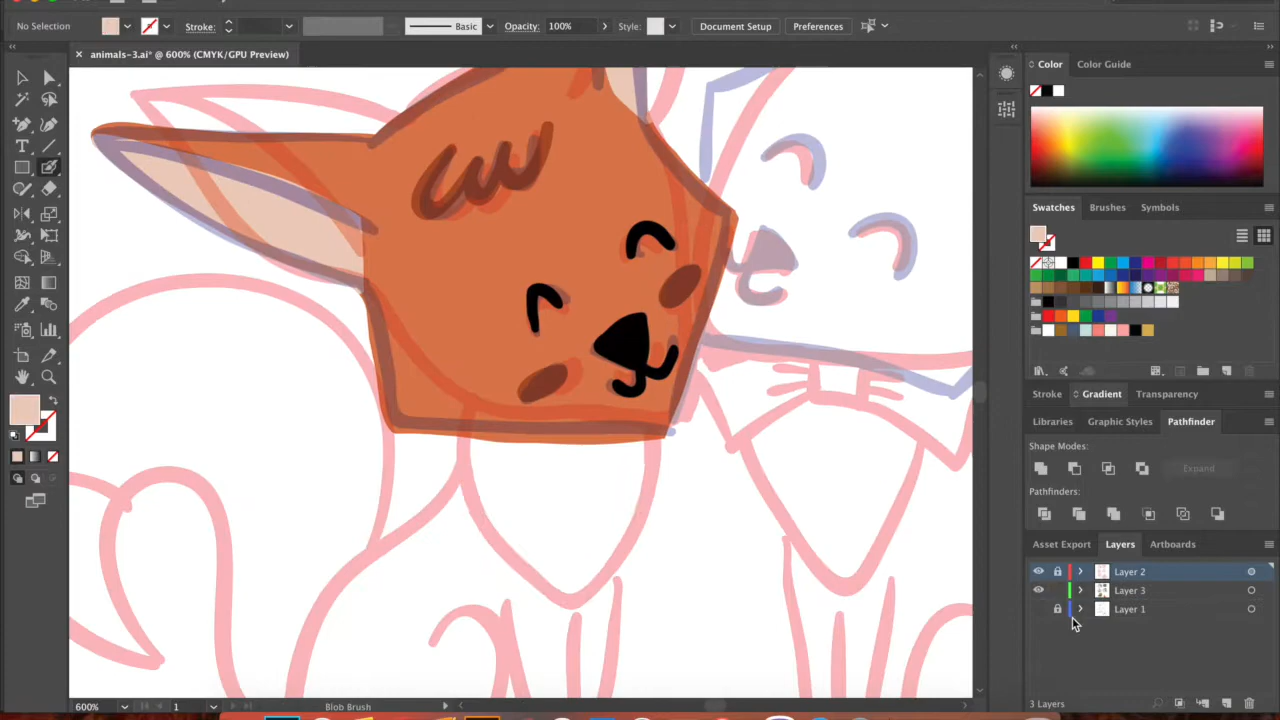 No Selection Stroke: Basic Opacity: 100% Style: Document Setup Preferences
× animals-3.ai* @ 600% (CMYK/GPU Preview)
Color Color Guide
Swatches Brushes Symbols
Stroke Gradient Transparency
Libraries Graphic Styles Pathfinder
Shape Modes:
Expand
Pathfinders:
Asset Export Layers Artboards
Layer 2
Layer 3
Layer 1
600% 1 Blob Brush 3 Layers